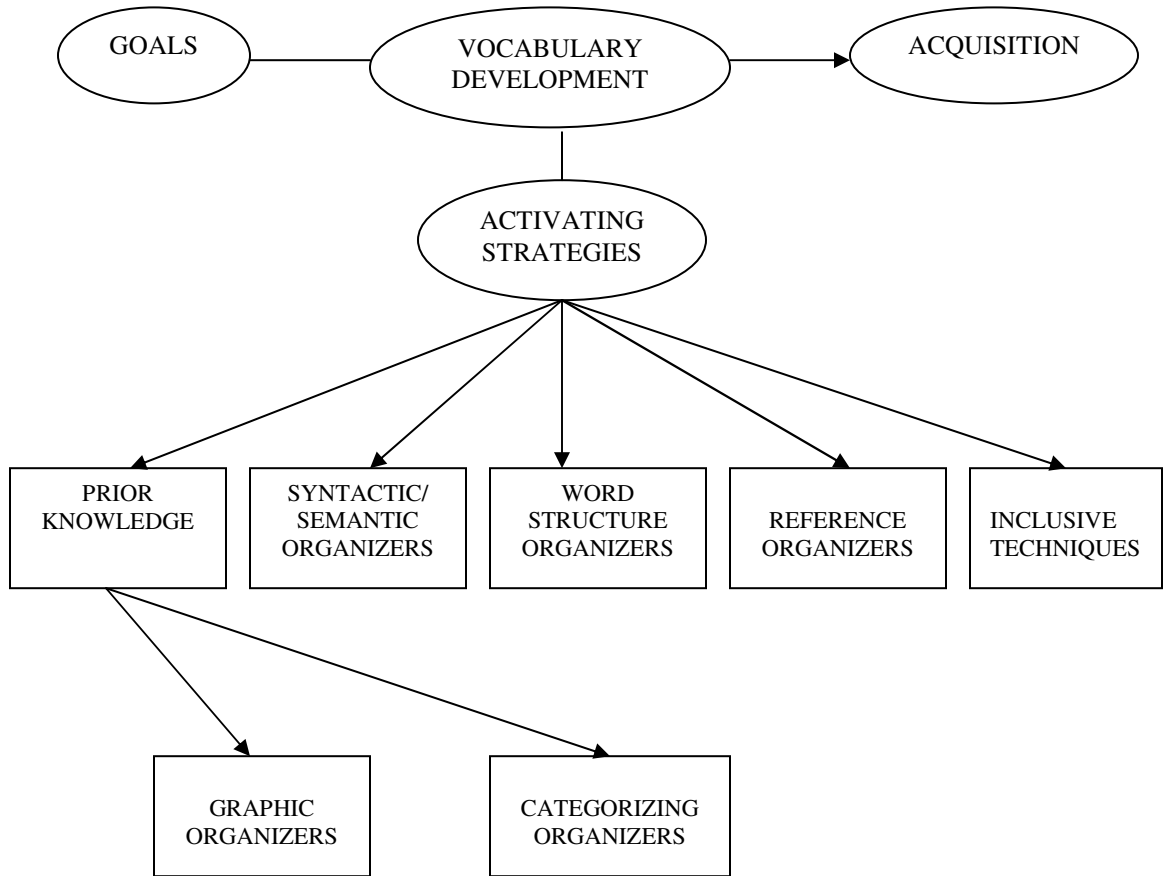 GOALS
VOCABULARY
DEVELOPMENT
ACQUISITION
ACTIVATING
STRATEGIES
PRIOR
KNOWLEDGE
SYNTACTIC/
SEMANTIC
ORGANIZERS
WORD
STRUCTURE
ORGANIZERS
REFERENCE
ORGANIZERS
INCLUSIVE
TECHNIQUES
GRAPHIC
ORGANIZERS
CATEGORIZING
ORGANIZERS